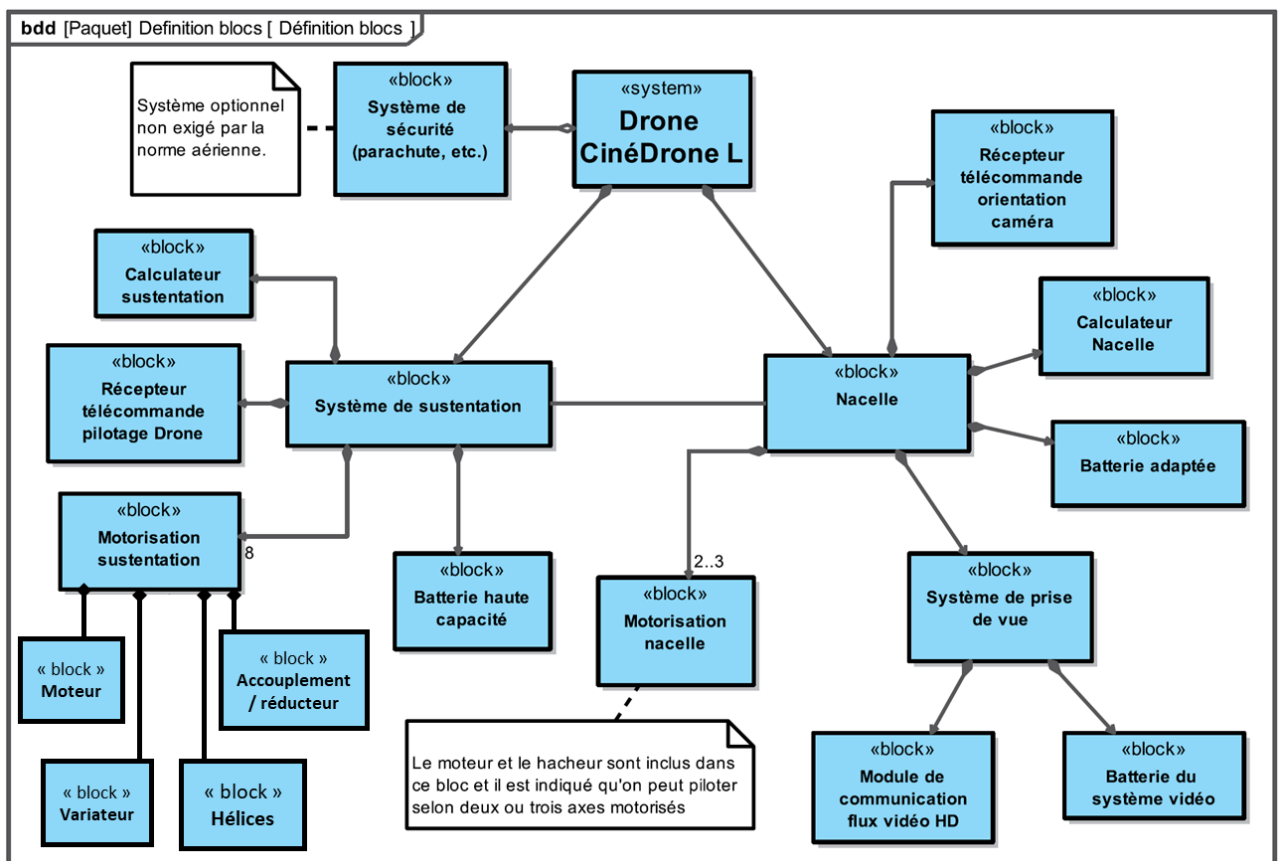 bdd [Paquet] Definition blocs [ Définition blocs ]
Système optionnel
non exigé par la
norme aérienne.
«block»
Système de
sécurité
(parachute, etc.)
«system»
Drone
CinéDrone L
«block»
Récepteur
télécommande
orientation
caméra
«block»
Calculateur
sustentation
«block»
Calculateur
Nacelle
«block»
Récepteur
télécommande
pilotage Drone
«block»
Système de sustentation
«block»
Nacelle
«block»
Batterie adaptée
«block»
Motorisation
sustentation
8
«block»
Batterie haute
capacité
2..3
«block»
Motorisation
nacelle
«block»
Système de prise
de vue
« block »
Moteur
« block »
Accouplement
/ réducteur
« block »
Variateur
« block »
Hélices
Le moteur et le hacheur sont inclus dans
ce bloc et il est indiqué qu'on peut piloter
selon deux ou trois axes motorisés
«block»
Module de
communication
flux vidéo HD
«block»
Batterie du
système vidéo